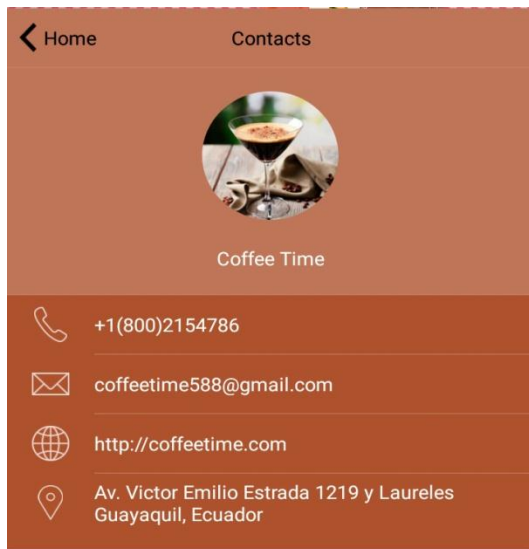 Home
Contacts
Coffee Time
+1(800)2154786
coffeetime588@gmail.com
http://coffeetime.com
Av. Victor Emilio Estrada 1219 y Laureles
Guayaquil, Ecuador